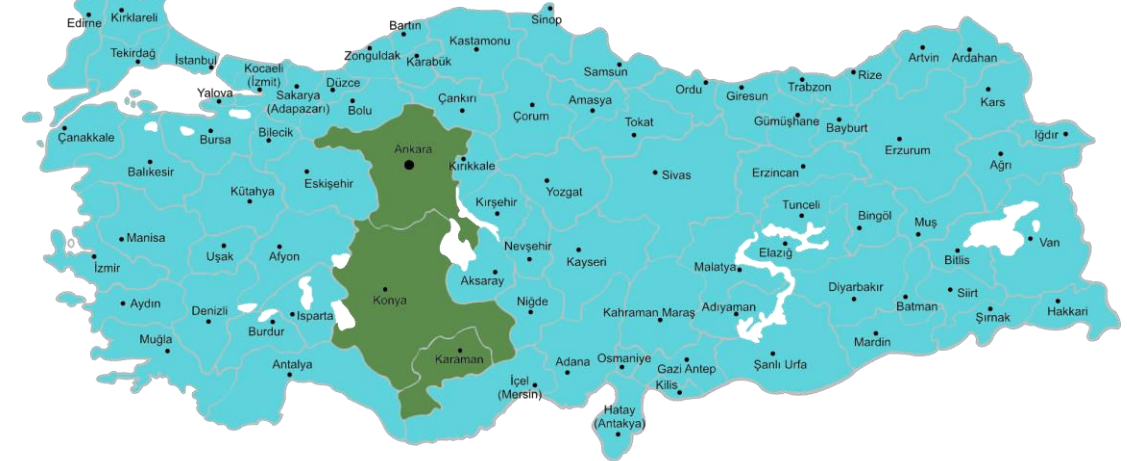 Edirne
Kırklareli
Tekirdağ
İstanbul
Kocaeli
(İzmit)
Yalova
Sakarya
(Adapazarı)
Düzce
Bolu
Zonguldak
Bartın
Karabük
Kastamonu
Sinop
Samsun
Ordu
Giresun
Trabzon
Rize
Artvin
Ardahan
Kars
Iğdır
Ağrı
Erzurum
Bayburt
Gümüşhane
Erzincan
Tokat
Amasya
Çorum
Çankırı
Çanakkale
Balıkesir
Bursa
Bilecik
Kütahya
Eskişehir
Ankara
Kırıkkale
Kırşehir
Yozgat
Sivas
Tunceli
Bingöl
Muş
Bitlis
Van
Elazığ
Malatya
Kayseri
Nevşehir
Aksaray
Niğde
Konya
Karaman
Afyon
Uşak
Manisa
İzmir
Aydın
Denizli
Muğla
Burdur
Isparta
Antalya
İçel
(Mersin)
Adana
Osmaniye
Kahraman Maraş
Adıyaman
Gazi Antep
Kilis
Hatay
(Antakya)
Şanlı Urfa
Diyarbakır
Mardin
Batman
Siirt
Şırnak
Hakkari